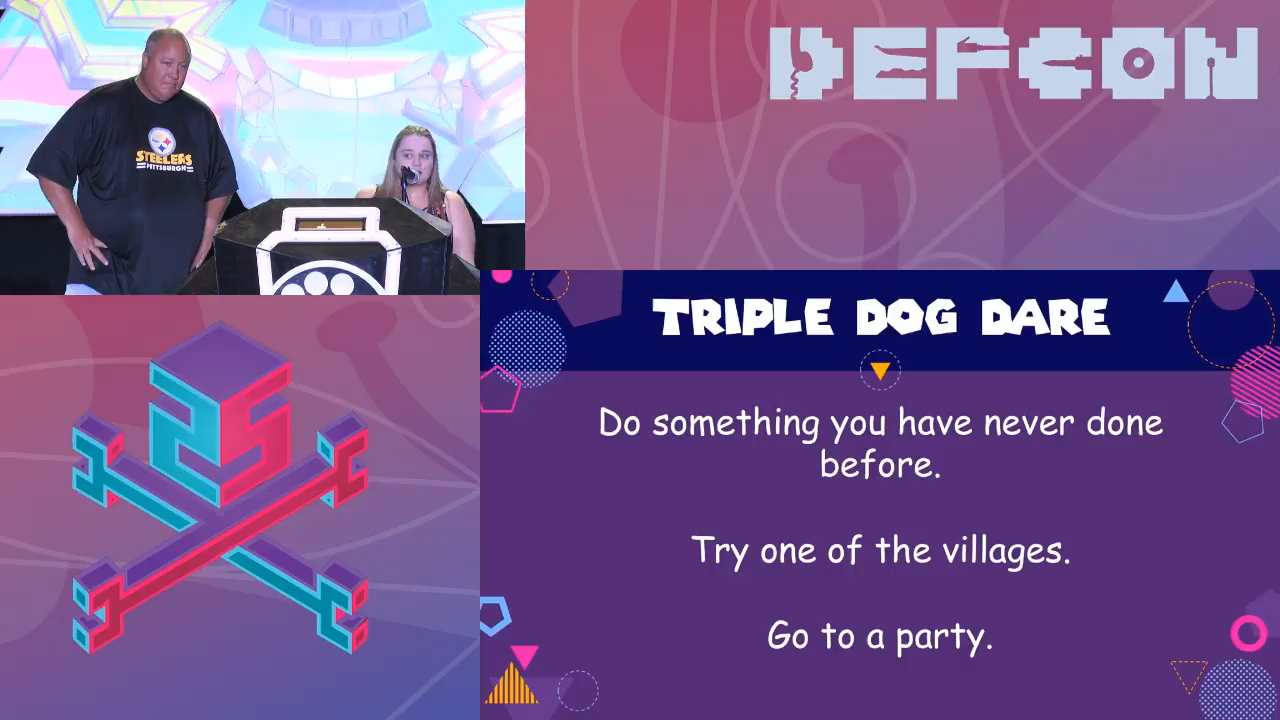 DEFCON
STEELERS
PITTSBURGH
TRIPLE DOG DARE
Do something you have never done
before.
Try one of the villages.
Go to a party.